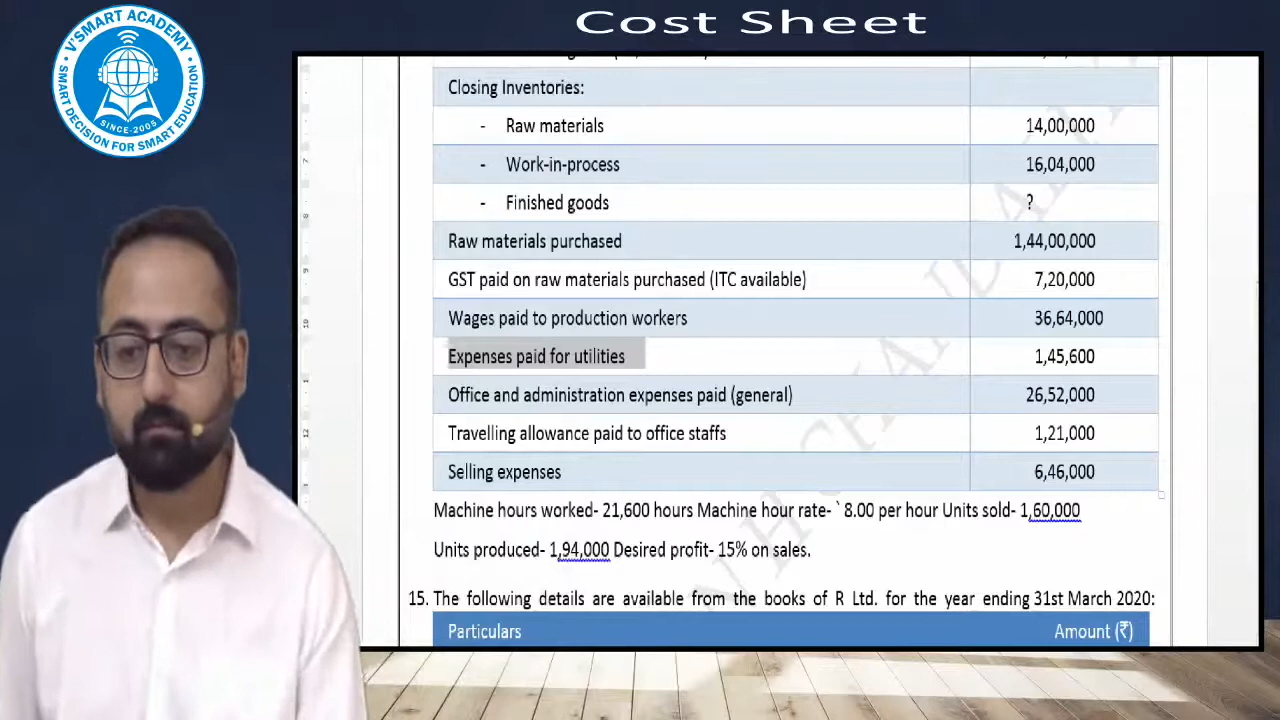 Cost Sheet
V'SMART ACADEMY
SINCE-2005
SMART DECISION FOR SMART EDUCATION
Closing Inventories:
- Raw materials 14,00,000
- Work-in-process 16,04,000
- Finished goods ?
Raw materials purchased 1,44,00,000
GST paid on raw materials purchased (ITC available) 7,20,000
Wages paid to production workers 36,64,000
Expenses paid for utilities 1,45,600
Office and administration expenses paid (general) 26,52,000
Travelling allowance paid to office staffs 1,21,000
Selling expenses 6,46,000
Machine hours worked- 21,600 hours Machine hour rate- ` 8.00 per hour Units sold- 1,60,000
Units produced- 1,94,000 Desired profit- 15% on sales.
15. The following details are available from the books of R Ltd. for the year ending 31st March 2020:
Particulars Amount (₹)